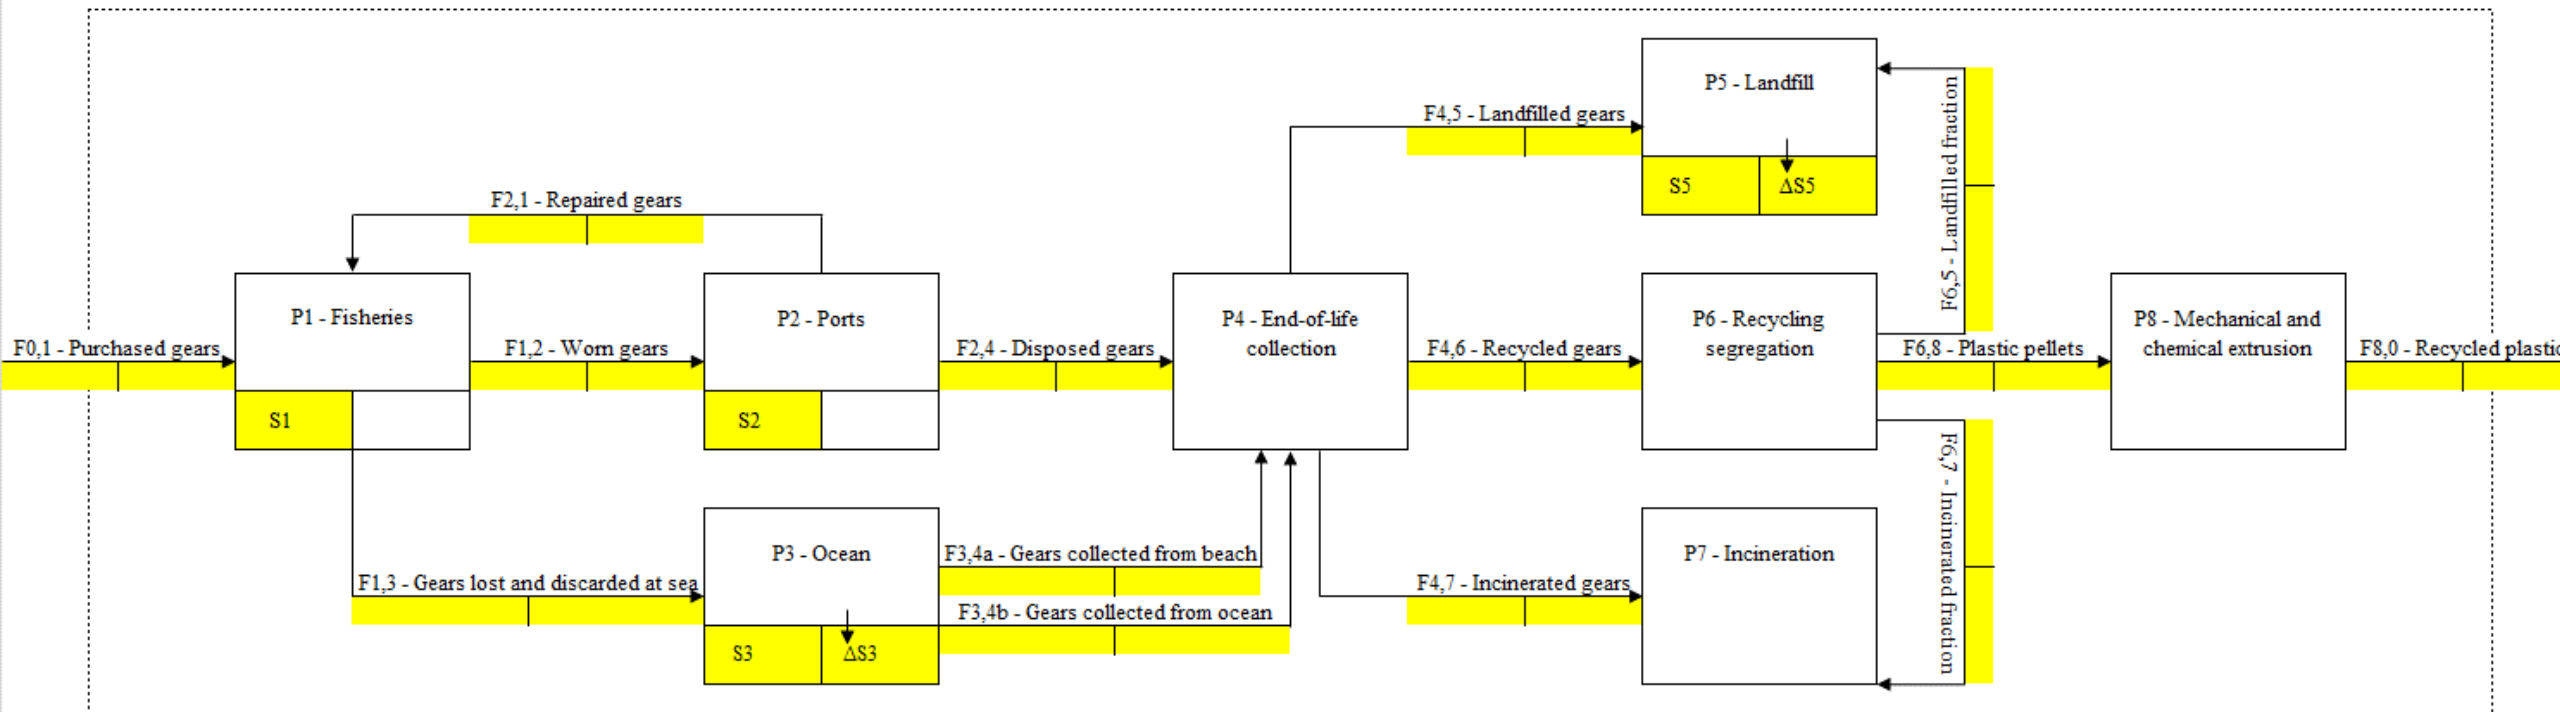 P5 - Landfill
F4,5 - Landfilled gears
S5
ΔS5
F6,5 - Landfilled fraction
F2,1 - Repaired gears
P1 - Fisheries
P2 - Ports
P4 - End-of-life
collection
P6 - Recycling
segregation
P8 - Mechanical and
chemical extrusion
F0,1 - Purchased gears
F1,2 - Worn gears
F2,4 - Disposed gears
F4,6 - Recycled gears
F6,8 - Plastic pellets
F8,0 - Recycled plastic
S1
S2
P3 - Ocean
F3,4a - Gears collected from beach
P7 - Incineration
F6,7 - Incinerated fraction
F1,3 - Gears lost and discarded at sea
F4,7 - Incinerated gears
F3,4b - Gears collected from ocean
S3
ΔS3